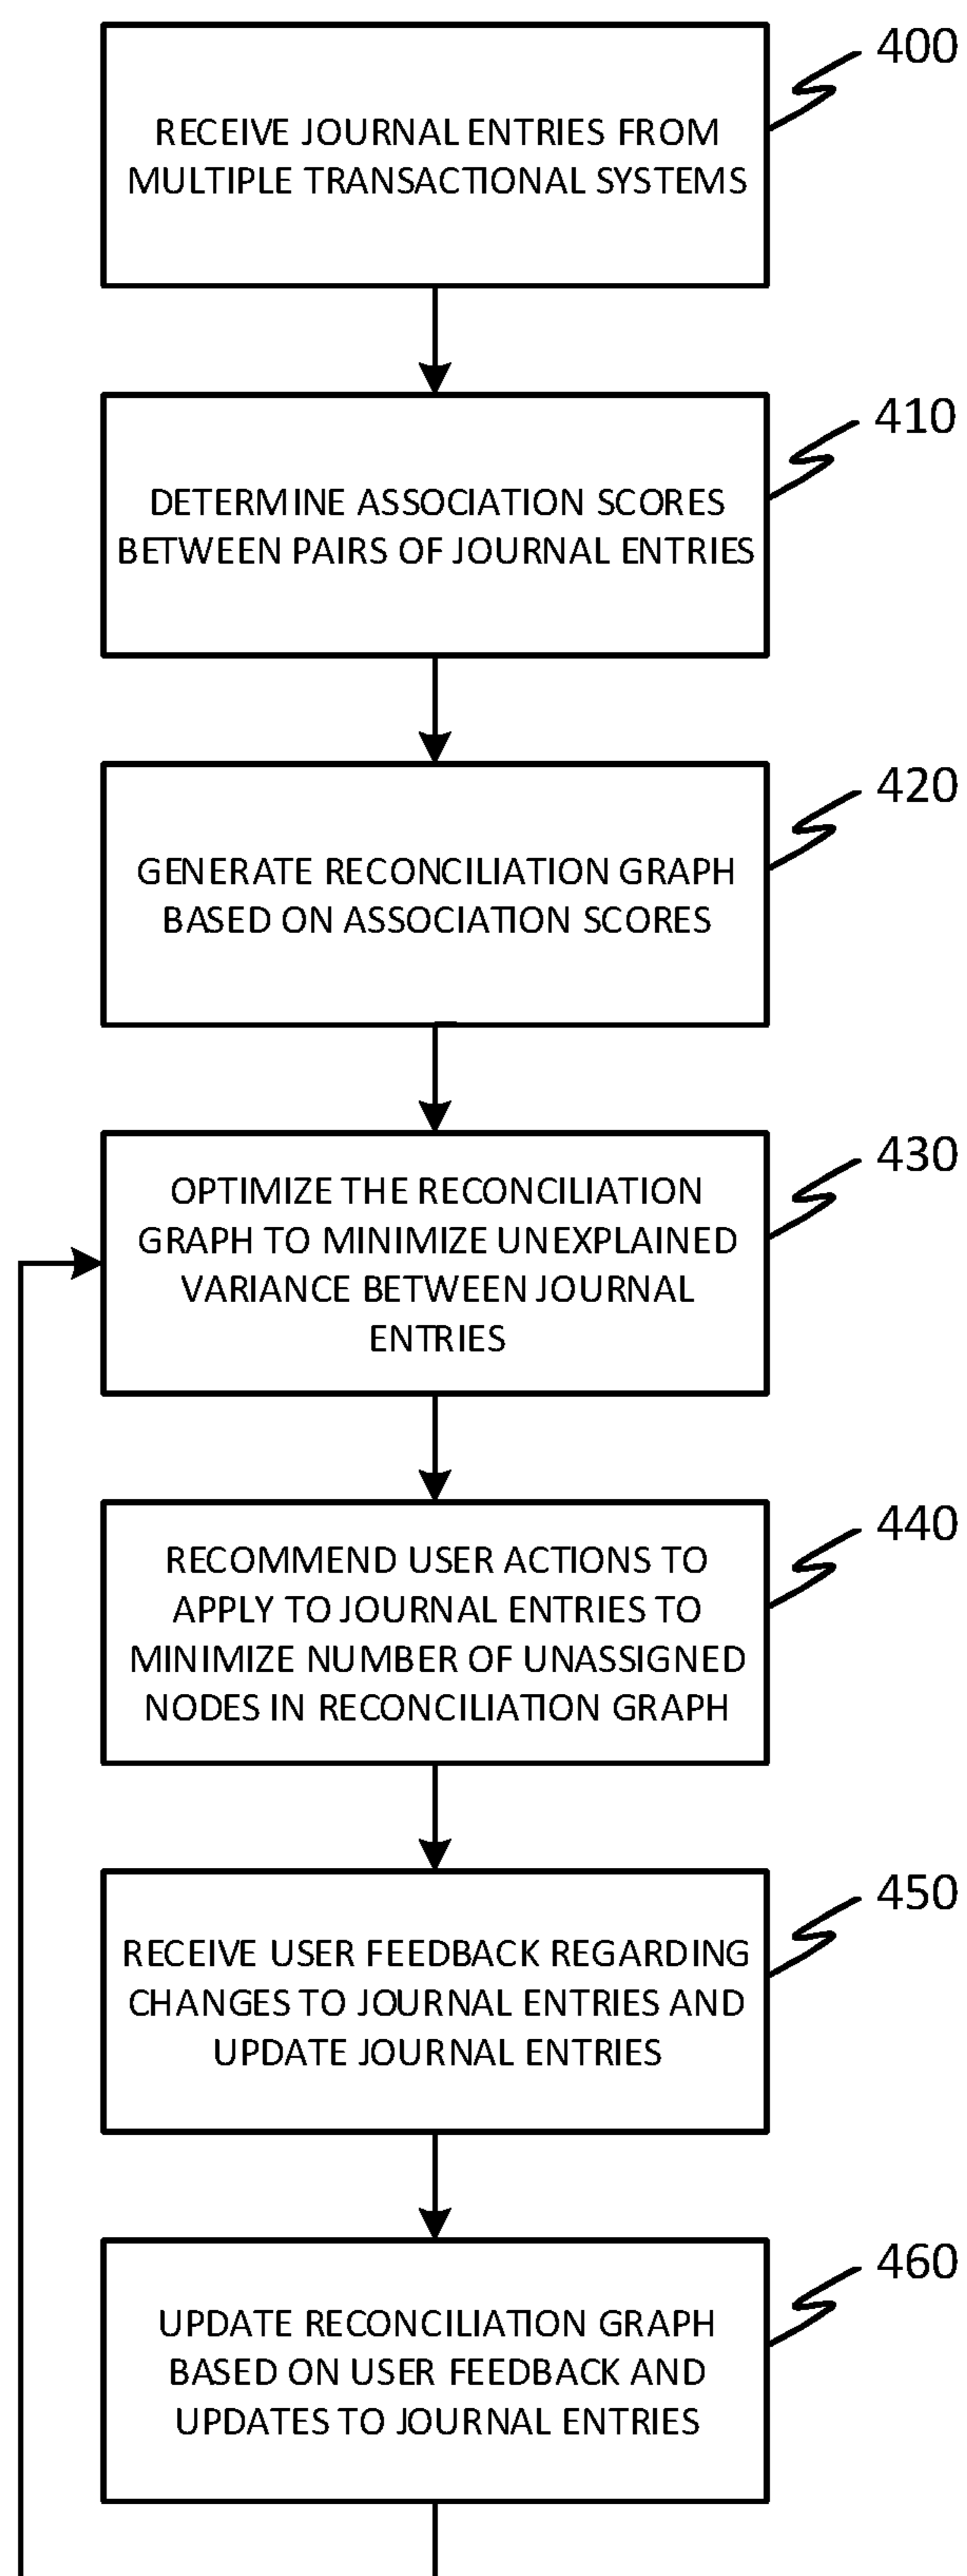 400
RECEIVE JOURNAL ENTRIES FROM
MULTIPLE TRANSACTIONAL SYSTEMS
410
DETERMINE ASSOCIATION SCORES
BETWEEN PAIRS OF JOURNAL ENTRIES
420
GENERATE RECONCILIATION GRAPH
BASED ON ASSOCIATION SCORES
430
OPTIMIZE THE RECONCILIATION
GRAPH TO MINIMIZE UNEXPLAINED
VARIANCE BETWEEN JOURNAL
ENTRIES
440
RECOMMEND USER ACTIONS TO
APPLY TO JOURNAL ENTRIES TO
MINIMIZE NUMBER OF UNASSIGNED
NODES IN RECONCILIATION GRAPH
450
RECEIVE USER FEEDBACK REGARDING
CHANGES TO JOURNAL ENTRIES AND
UPDATE JOURNAL ENTRIES
460
UPDATE RECONCILIATION GRAPH
BASED ON USER FEEDBACK AND
UPDATES TO JOURNAL ENTRIES